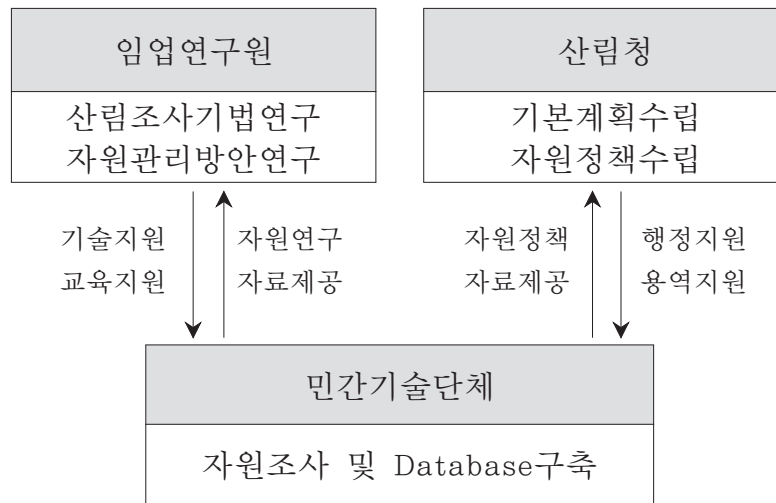 임업연구원
산림조사기법연구
자원관리방안연구
산림청
기본계획수립
자원정책수립
기술지원
교육지원
자원연구
자료제공
자원정책
자료제공
행정지원
용역지원
민간기술단체
자원조사 및 Database구축